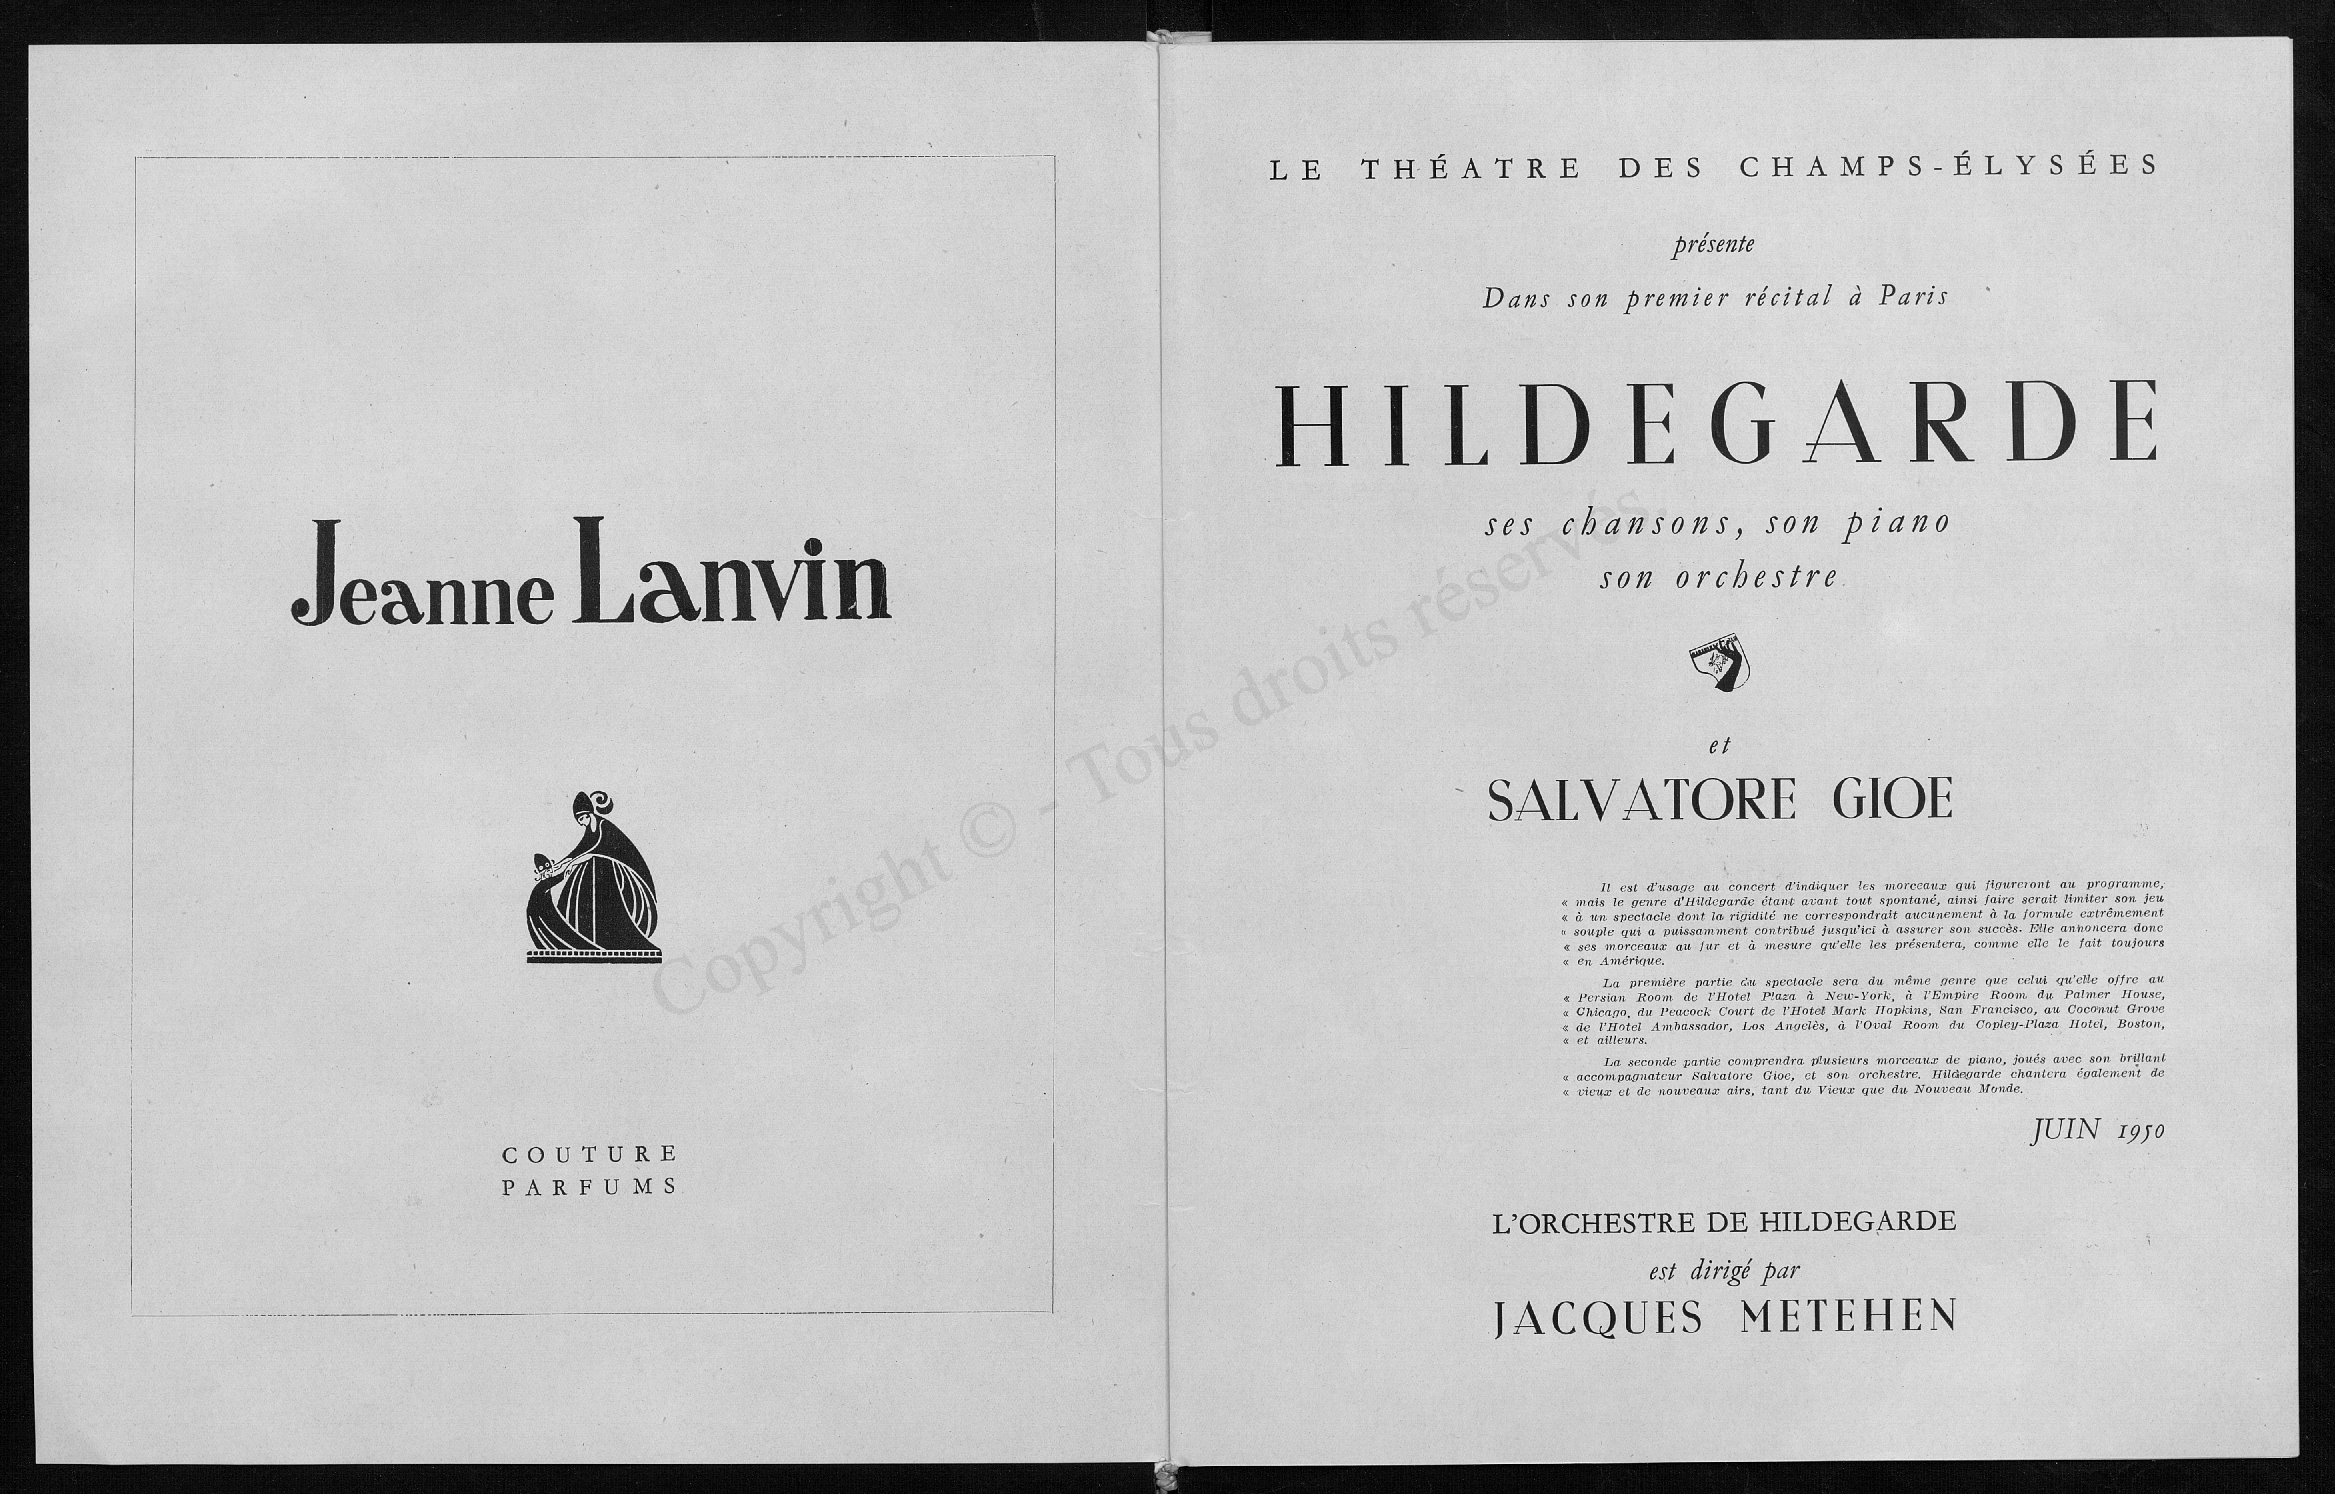 Jeanne Lanvin
COUTURE
PARFUMS
LE THÉATRE DES CHAMPS-ÉLYSÉES
présente
Dans son premier récital à Paris
HILDEGARDE
ses chansons, son piano
son orchestre
et
SALVATORE GIOE
Il est d'usage au concert d'indiquer les morceaux qui figureront au programme,
« mais le genre d'Hildegarde étant avant tout spontané, ainsi faire serait limiter son jeu
« à un spectacle dont la rigidité ne correspondrait aucunement à la formule extrêmement
« souple qui a puissamment contribué jusqu'ici à assurer son succès. Elle annoncera donc
« ses morceaux au fur et à mesure qu'elle les présentera, comme elle le fait toujours
« en Amérique.
La première partie du spectacle sera du même genre que celui qu'elle offre au
« Persian Room de l'Hotel Plaza à New-York, à l'Empire Room du Palmer House,
« Chicago, du Peacock Court de l'Hotel Mark Hopkins, San Francisco, au Coconut Grove
« de l'Hotel Ambassador, Los Angelès, à l'Oval Room du Copley-Plaza Hotel, Boston,
« et ailleurs.
La seconde partie comprendra plusieurs morceaux de piano, joués avec son brillant
« accompagnateur Salvatore Gioe, et son orchestre. Hildegarde chantera également de
« vieux et de nouveaux airs, tant du Vieux que du Nouveau Monde.
JUIN 1950
L'ORCHESTRE DE HILDEGARDE
est dirigé par
JACQUES METEHEN
Copyright © - Tous droits réservés.